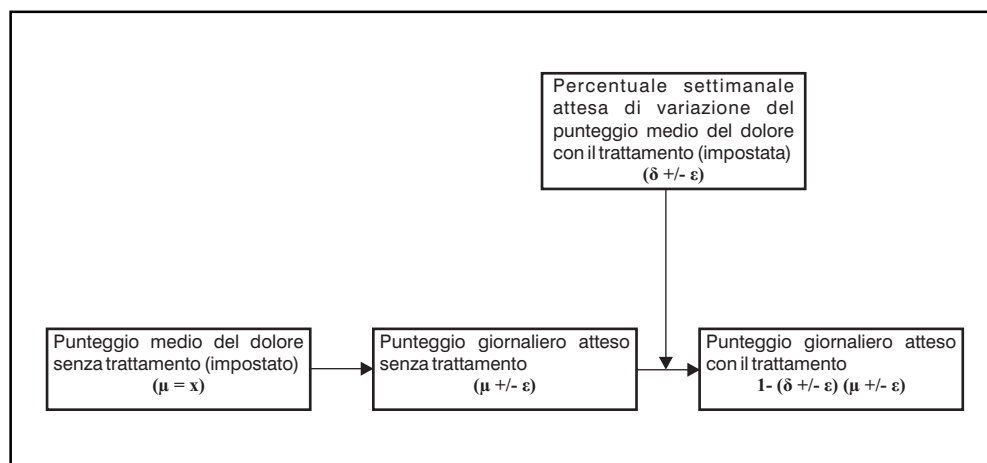 Percentuale settimanale
attesa di variazione del
punteggio medio del dolore
con il trattamento (impostata)
(δ +/- ε)
Punteggio medio del dolore
senza trattamento (impostato)
(μ = x)
Punteggio giornaliero atteso
senza trattamento
(μ +/- ε)
Punteggio giornaliero atteso
con il trattamento
1- (δ +/- ε) (μ +/- ε)